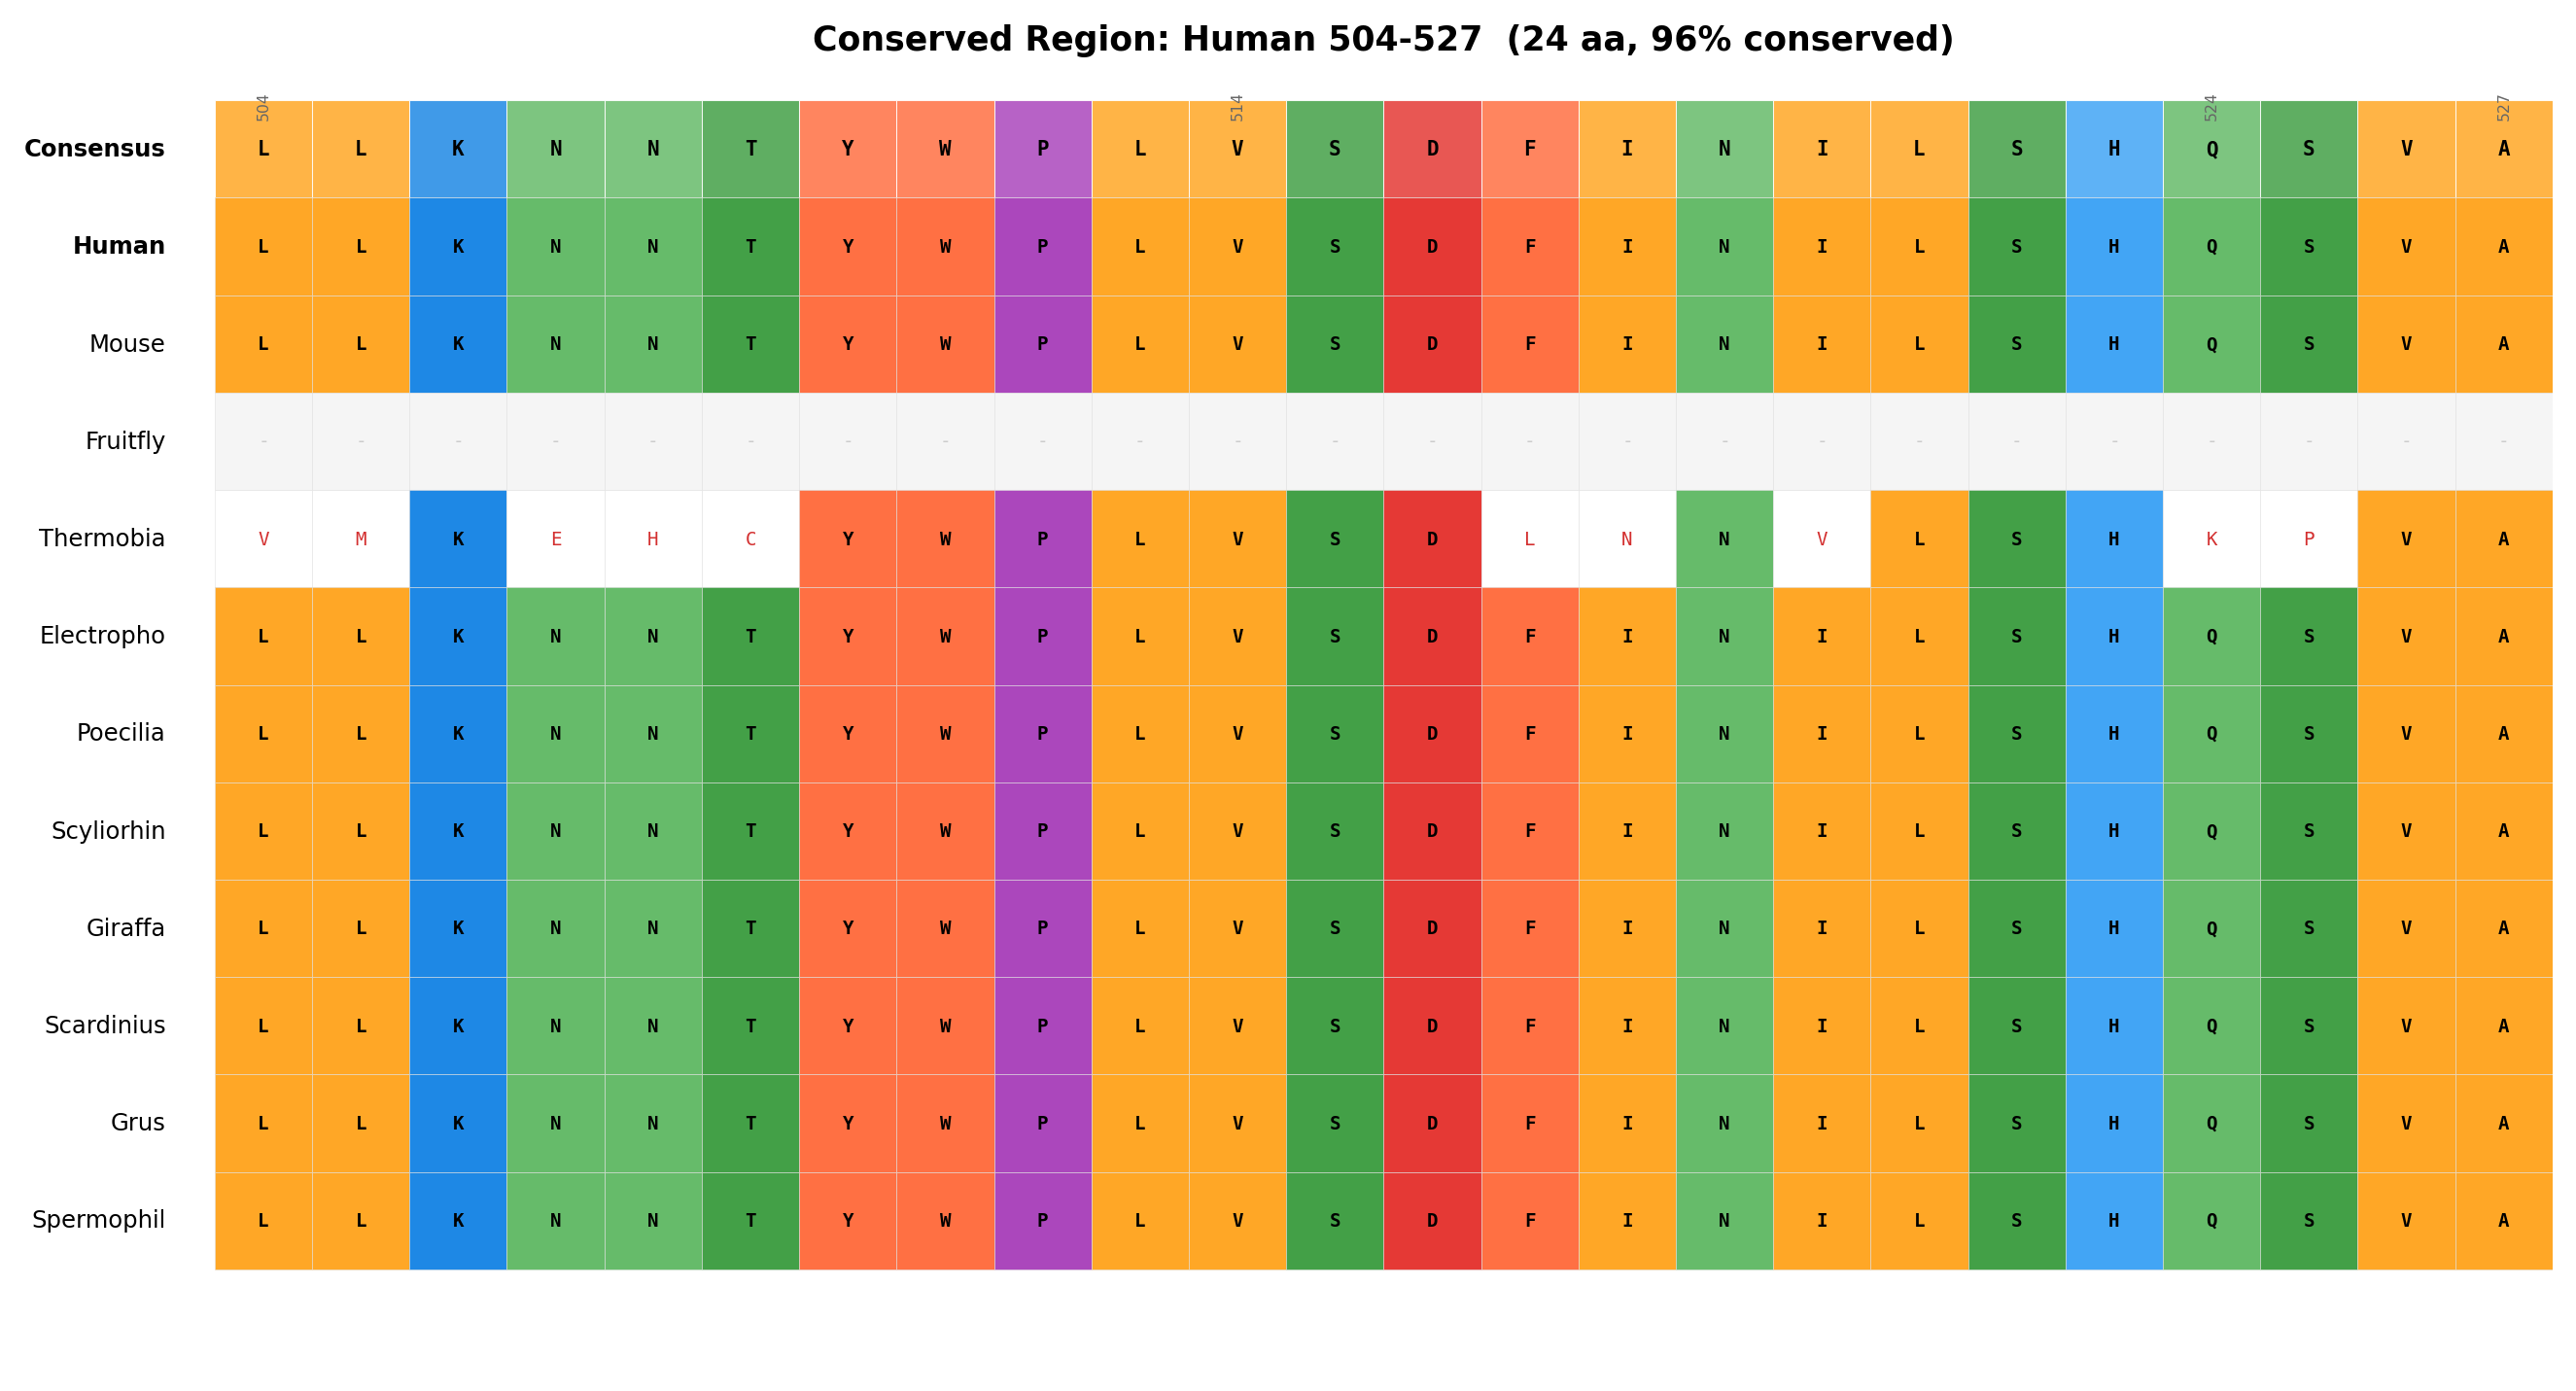 Conserved Region: Human 504-527 (24 aa, 96% conserved)
504 514 524 527
Consensus L L K N N T Y W P L V S D F I N I L S H Q S V A
Human L L K N N T Y W P L V S D F I N I L S H Q S V A
Mouse L L K N N T Y W P L V S D F I N I L S H Q S V A
Fruitfly - - - - - - - - - - - - - - - - - - - - - - - -
Thermobia V M K E H C Y W P L V S D L N N V L S H K P V A
Electropho L L K N N T Y W P L V S D F I N I L S H Q S V A
Poecilia L L K N N T Y W P L V S D F I N I L S H Q S V A
Scyliorhin L L K N N T Y W P L V S D F I N I L S H Q S V A
Giraffa L L K N N T Y W P L V S D F I N I L S H Q S V A
Scardinius L L K N N T Y W P L V S D F I N I L S H Q S V A
Grus L L K N N T Y W P L V S D F I N I L S H Q S V A
Spermophil L L K N N T Y W P L V S D F I N I L S H Q S V A